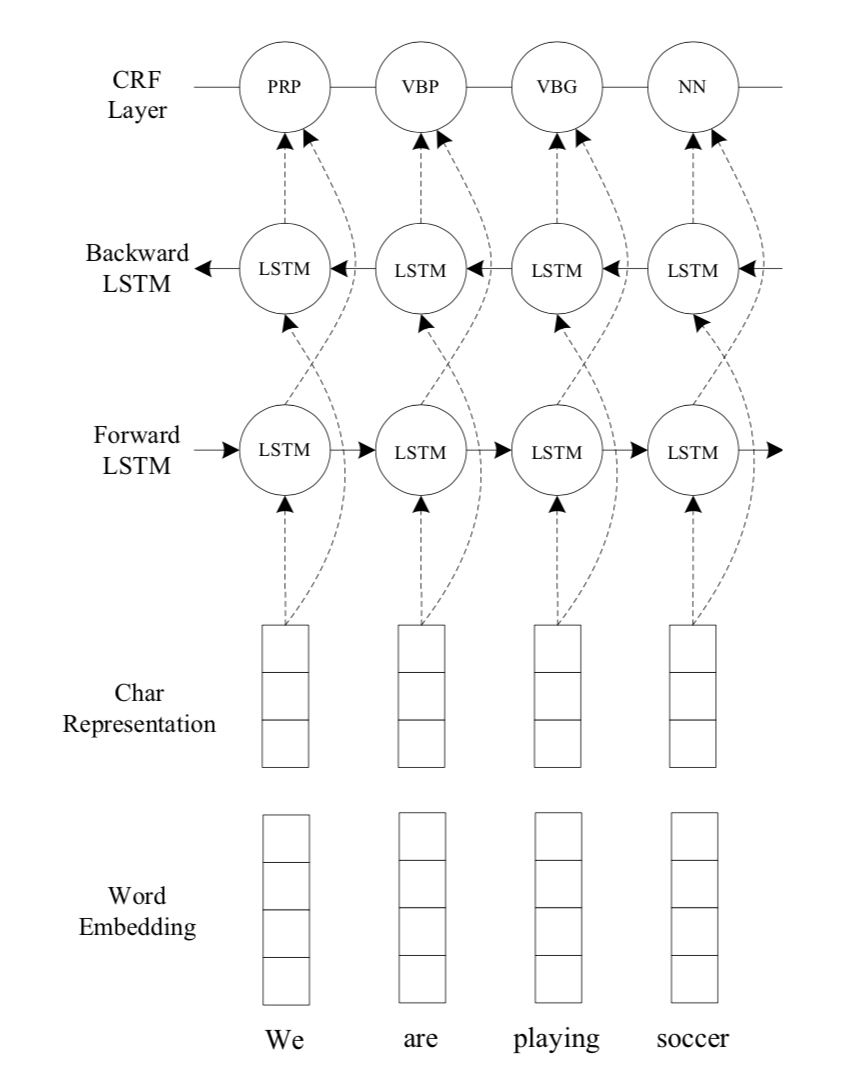 CRF
Layer
PRP
VBP
VBG
NN
Backward
LSTM
LSTM
LSTM
LSTM
LSTM
Forward
LSTM
LSTM
LSTM
LSTM
LSTM
Char
Representation
Word
Embedding
We
are
playing
soccer